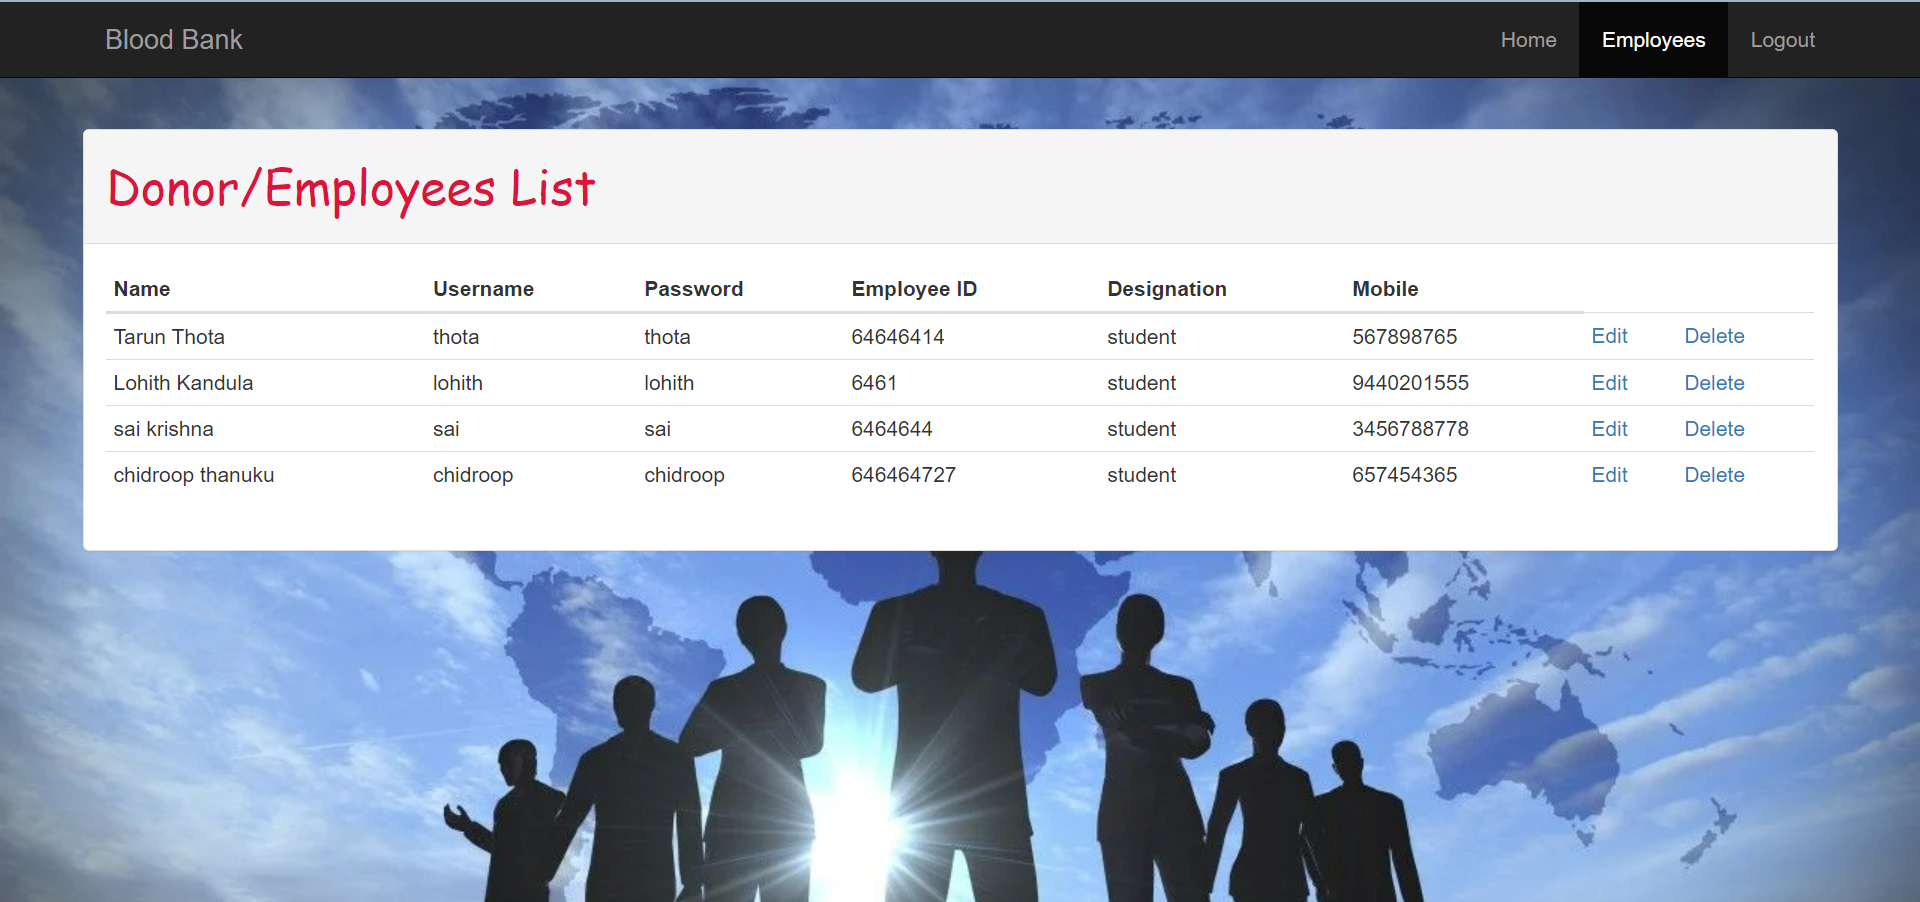 Blood Bank Home Employees Logout
Donor/Employees List
Name Username Password Employee ID Designation Mobile
Tarun Thota thota thota 64646414 student 567898765 Edit Delete
Lohith Kandula lohith lohith 6461 student 9440201555 Edit Delete
sai krishna sai sai 6464644 student 3456788778 Edit Delete
chidroop thanuku chidroop chidroop 646464727 student 657454365 Edit Delete